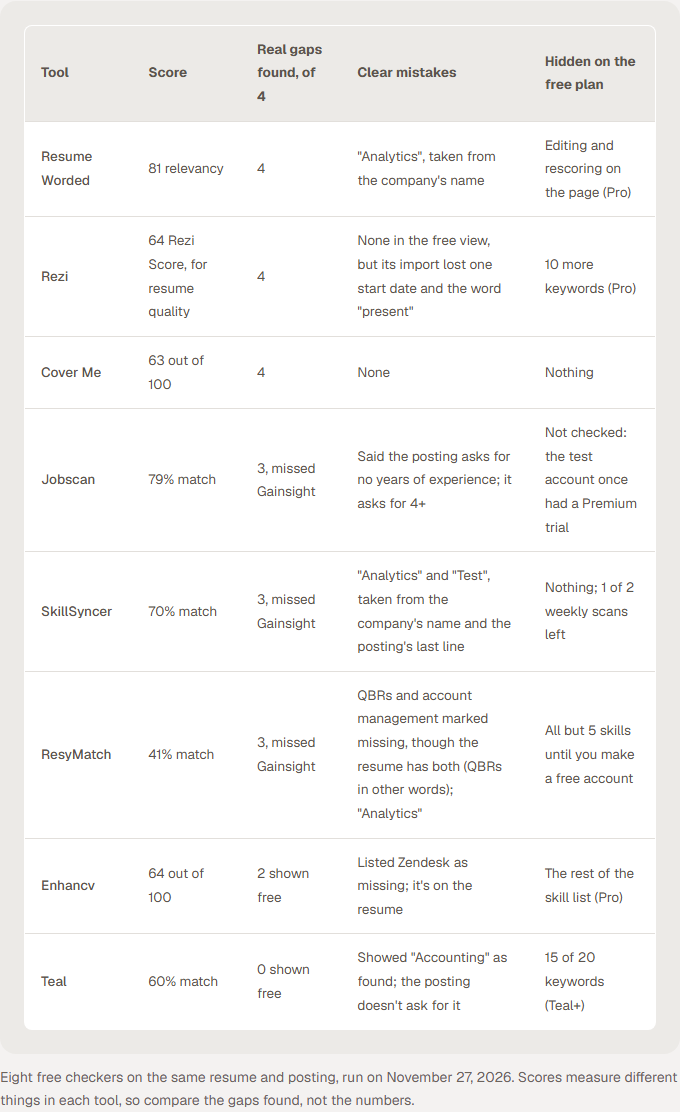 Tool
Score
Real gaps
found, of
4
Clear mistakes
Hidden on the
free plan
Resume
Worded
81 relevancy
4
"Analytics", taken from
the company's name
Editing and
rescoring on
the page (Pro)
Rezi
64 Rezi
Score, for
resume
quality
4
None in the free view,
but its import lost one
start date and the word
"present"
10 more
keywords (Pro)
Cover Me
63 out of
100
4
None
Nothing
Jobscan
79% match
3, missed
Gainsight
Said the posting asks for
no years of experience; it
asks for 4+
Not checked:
the test
account once
had a Premium
trial
SkillSyncer
70% match
3, missed
Gainsight
"Analytics" and "Test",
taken from the
company's name and the
posting's last line
Nothing; 1 of 2
weekly scans
left
ResyMatch
41% match
3, missed
Gainsight
QBRs and account
management marked
missing, though the
resume has both (QBRs
in other words);
"Analytics"
All but 5 skills
until you make
a free account
Enhancv
64 out of
100
2 shown
free
Listed Zendesk as
missing; it's on the
resume
The rest of the
skill list (Pro)
Teal
60% match
0 shown
free
Showed "Accounting" as
found; the posting
doesn't ask for it
15 of 20
keywords
(Teal+)
Eight free checkers on the same resume and posting, run on November 27, 2026. Scores measure different
things in each tool, so compare the gaps found, not the numbers.